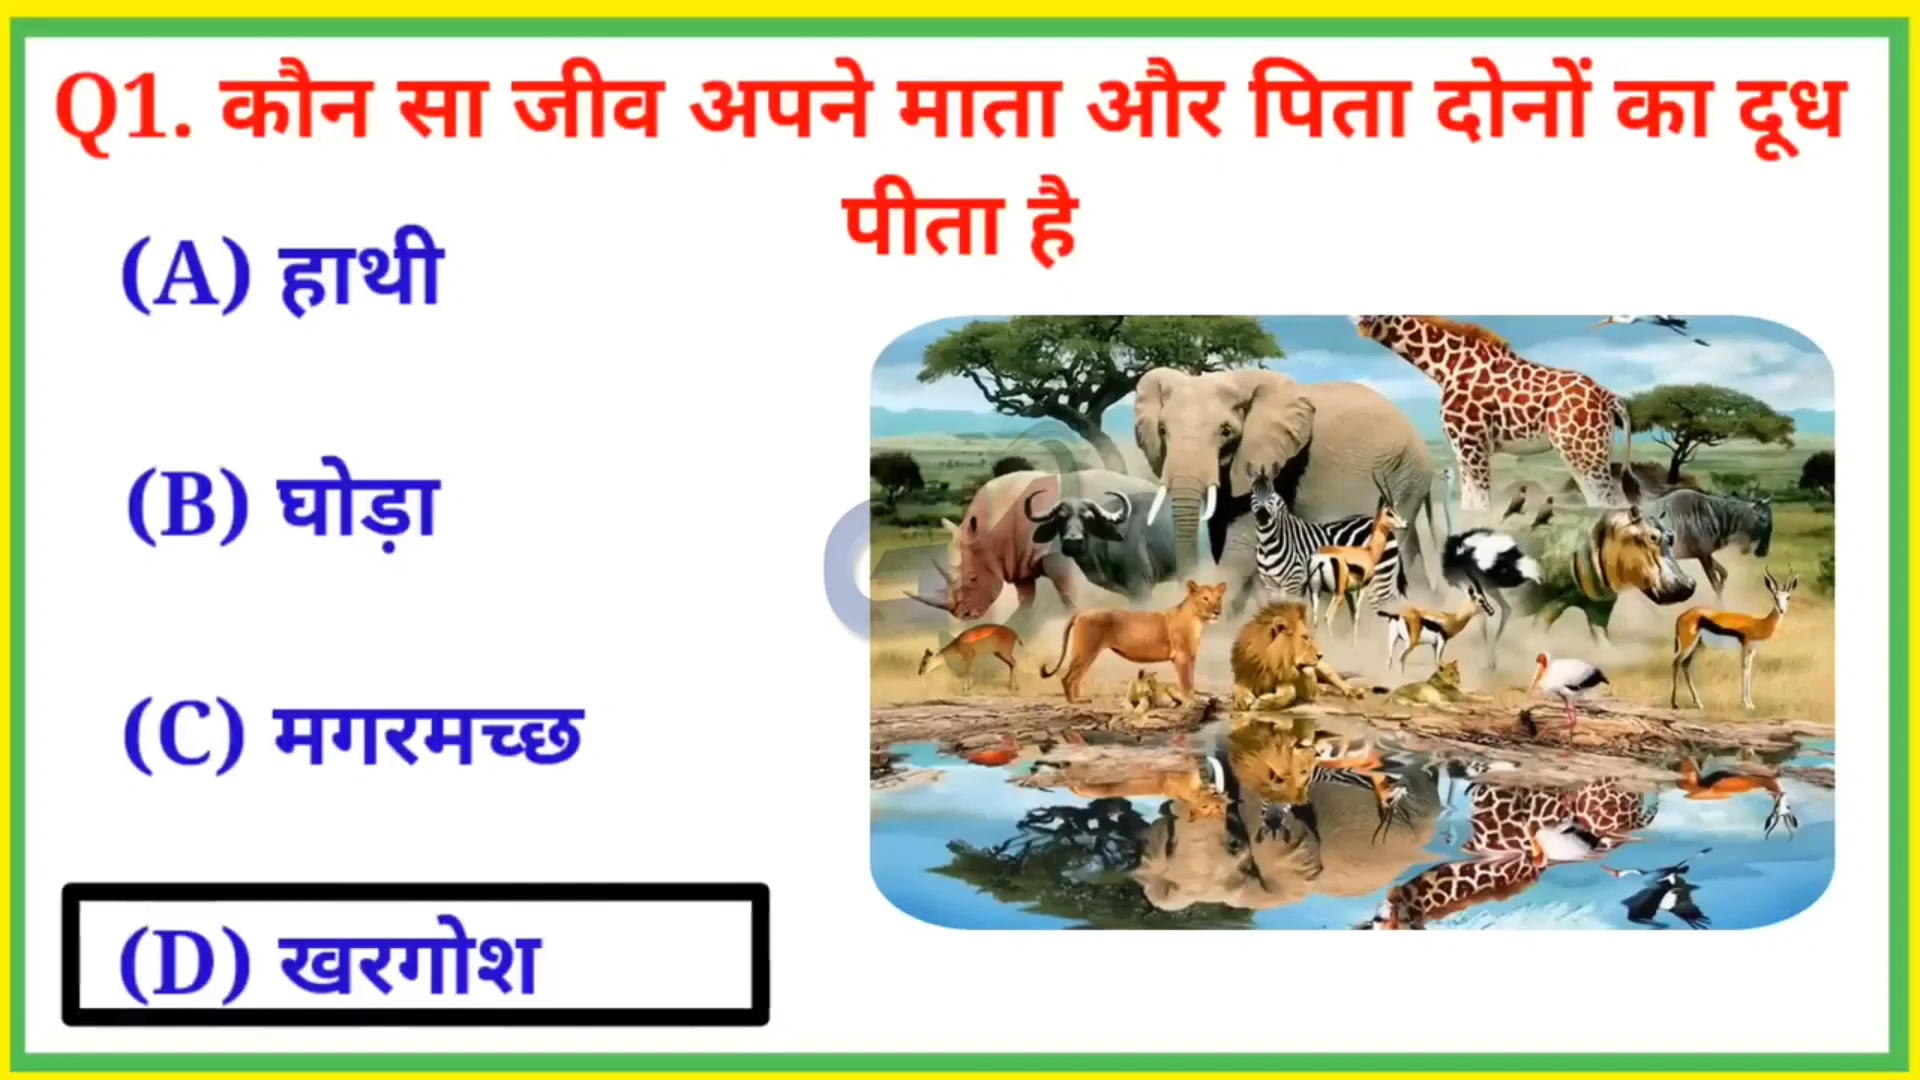 Q1. कौन सा जीव अपने माता और पिता दोनों का दूध
पीता है
(A) हाथी
(B) घोड़ा
(C) मगरमच्छ
(D) खरगोश